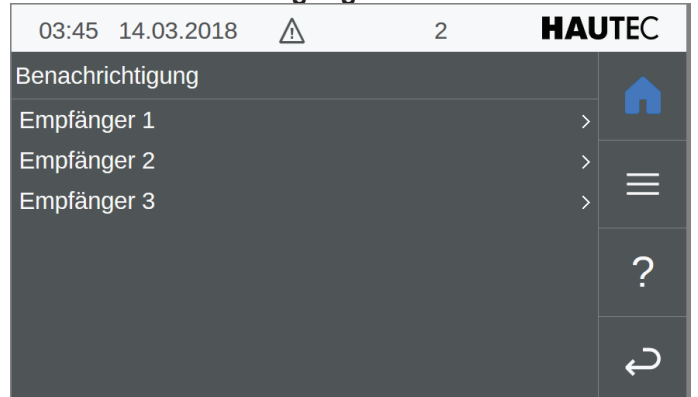 03:45 14.03.2018 2 HAUTEC
Benachrichtigung
Empfänger 1
Empfänger 2
Empfänger 3
?